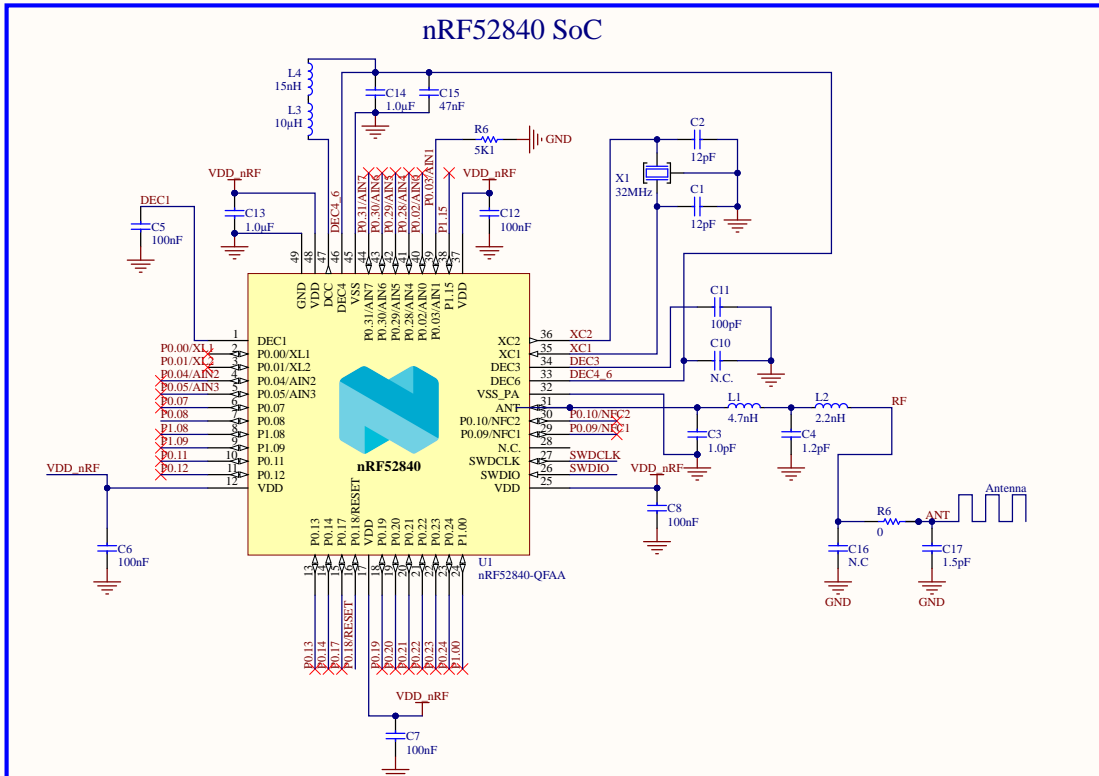 nRF52840 SoC
L4
15nH
L3
10µH
C14
1.0µF
C15
47nF
R6
5K1
GND
C2
12pF
X1
32MHz
C1
12pF
VDD_nRF
C13
1.0µF
DEC1
C5
100nF
DEC4_6
P0.31/AIN7
P0.30/AIN6
P0.29/AIN5
P0.28/AIN4
P0.02/AIN0
P0.03/AIN1
P1.15
VDD_nRF
C12
100nF
49
48
47
46
45
44
43
42
41
40
39
38
37
GND
VDD
DCC
DEC4
VSS
P0.31/AIN7
P0.30/AIN6
P0.29/AIN5
P0.28/AIN4
P0.02/AIN0
P0.03/AIN1
P1.15
VDD
1 DEC1
P0.00/XL1 2 P0.00/XL1
P0.01/XL2 3 P0.01/XL2
P0.04/AIN2 4 P0.04/AIN2
P0.05/AIN3 5 P0.05/AIN3
P0.07 6 P0.07
P0.08 7 P0.08
P1.08 8 P1.08
P1.09 9 P1.09
P0.11 10 P0.11
P0.12 11 P0.12
VDD_nRF 12 VDD
C6
100nF
nRF52840
XC2 36 XC2
XC1 35 XC1
DEC3 34 DEC3
DEC6 33 DEC4_6
VSS_PA 32
ANT 31
P0.10/NFC2 30 P0.10/NFC2
P0.09/NFC1 29 P0.09/NFC1
N.C. 28
SWDCLK 27 SWDCLK
SWDIO 26 SWDIO
VDD 25 VDD_nRF
C11
100pF
C10
N.C.
L1
4.7nH
L2
2.2nH
RF
C3
1.0pF
C4
1.2pF
C8
100nF
Antenna
R6
0
ANT
C16
N.C
GND
C17
1.5pF
GND
P0.13
P0.14
P0.17
P0.18/RESET
VDD
P0.19
P0.20
P0.21
P0.22
P0.23
P0.24
P1.00
U1
nRF52840-QFAA
13
14
15
16
17
18
19
20
21
22
23
24
P0.13
P0.14
P0.17
P0.18/RESET
P0.19
P0.20
P0.21
P0.22
P0.23
P0.24
P1.00
VDD_nRF
C7
100nF